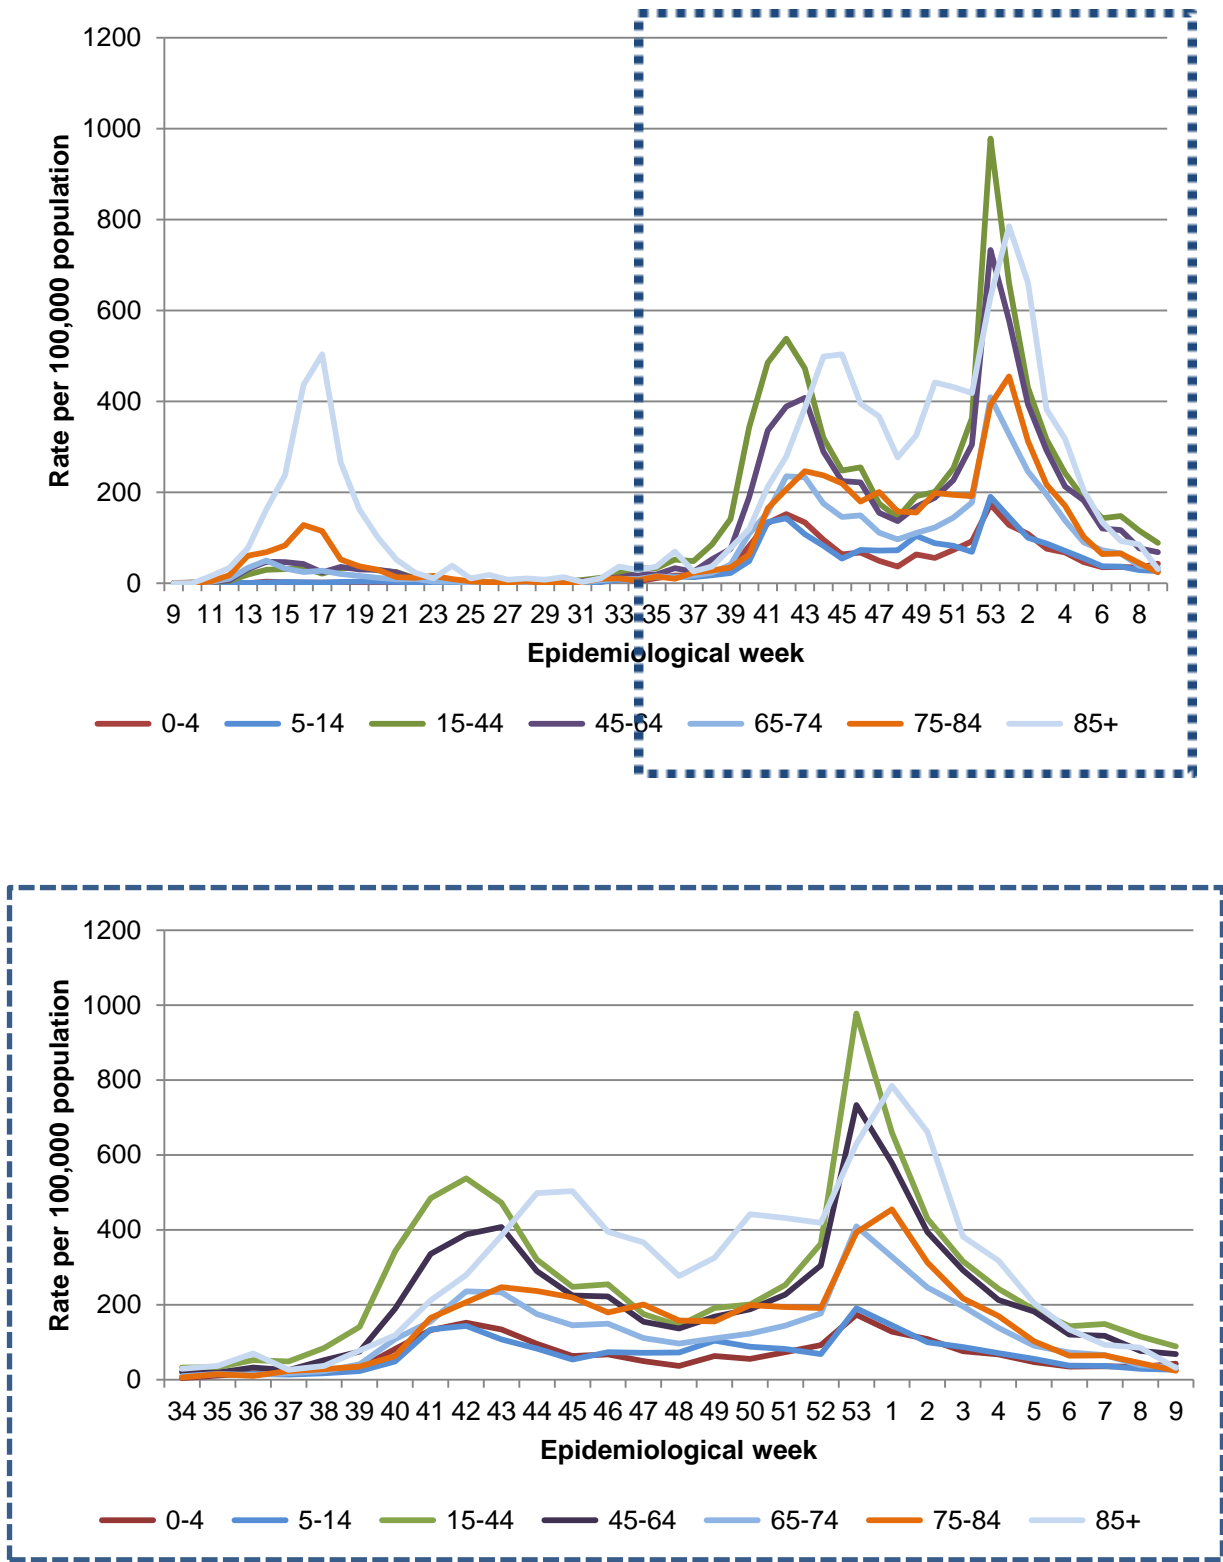 1200
1000
800
600
400
200
0
Rate per 100,000 population
9 11 13 15 17 19 21 23 25 27 29 31 33 35 37 39 41 43 45 47 49 51 53 2 4 6 8
Epidemiological week
0-4 5-14 15-44 45-64 65-74 75-84 85+
1200
1000
800
600
400
200
0
Rate per 100,000 population
34 35 36 37 38 39 40 41 42 43 44 45 46 47 48 49 50 51 52 53 1 2 3 4 5 6 7 8 9
Epidemiological week
0-4 5-14 15-44 45-64 65-74 75-84 85+